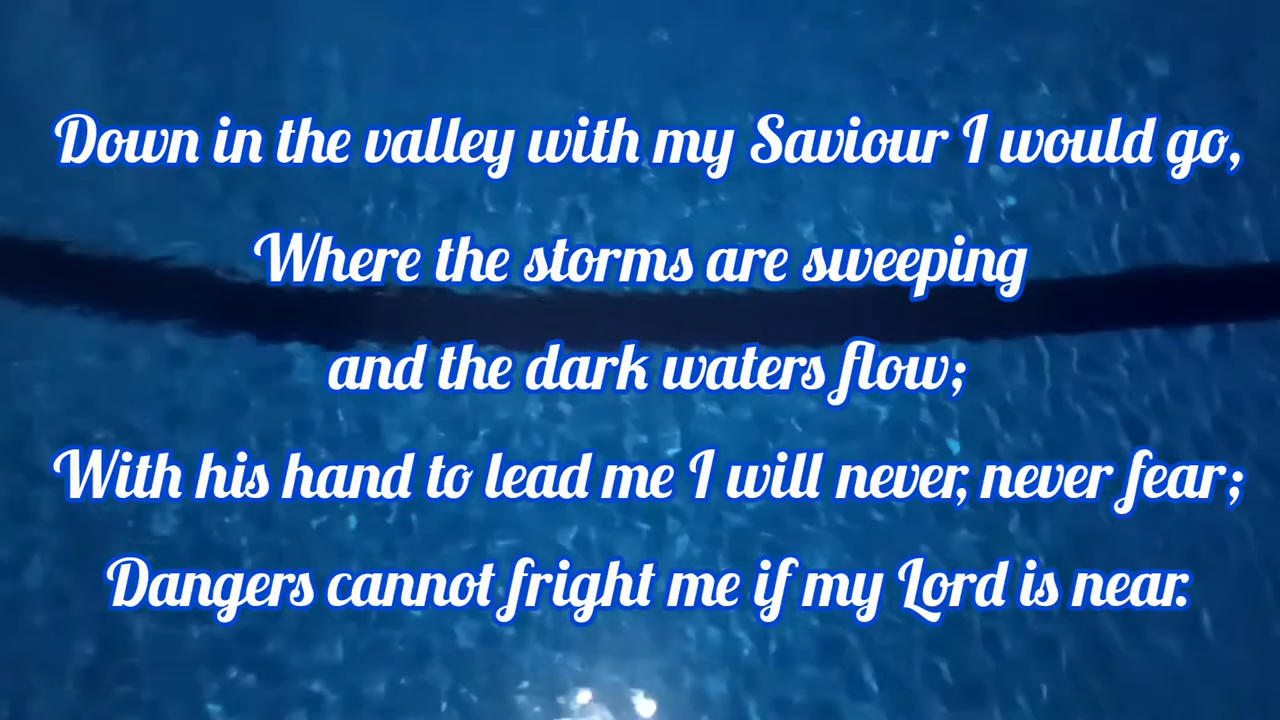 Down in the valley with my Saviour I would go,
Where the storms are sweeping
and the dark waters flow;
With his hand to lead me I will never, never fear;
Dangers cannot fright me if my Lord is near.